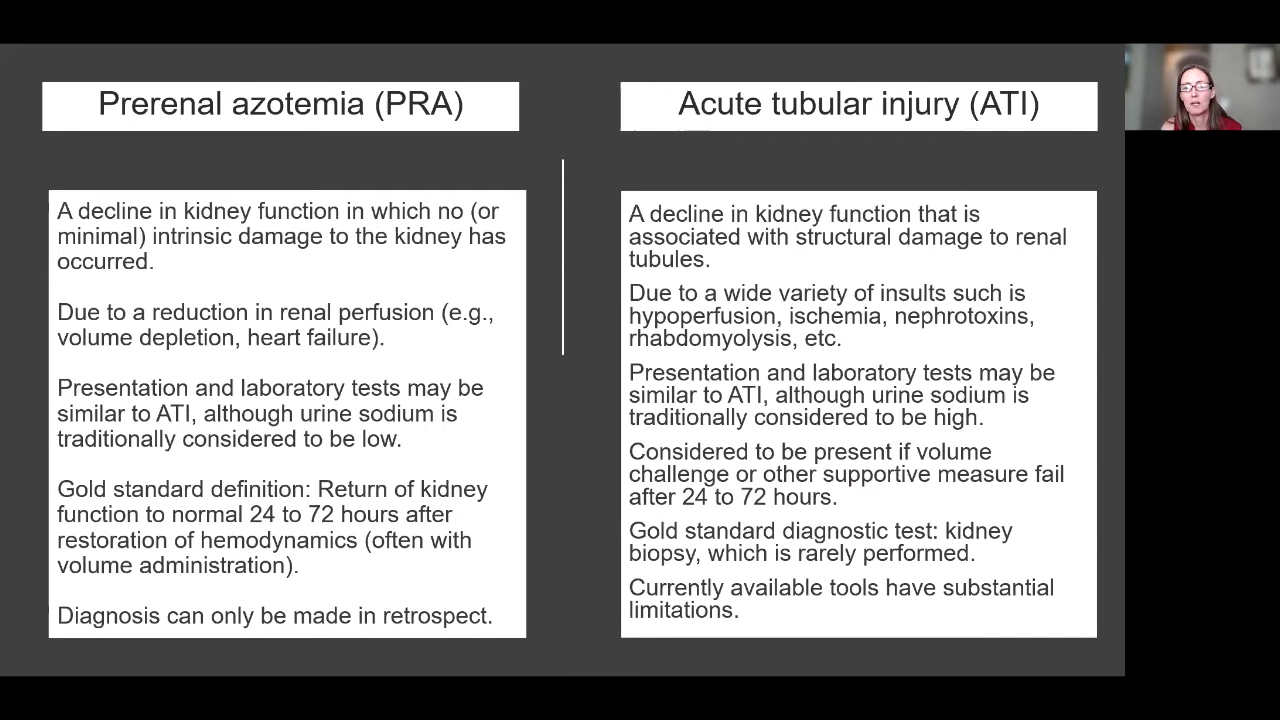 Prerenal azotemia (PRA)
A decline in kidney function in which no (or
minimal) intrinsic damage to the kidney has
occurred.
Due to a reduction in renal perfusion (e.g.,
volume depletion, heart failure).
Presentation and laboratory tests may be
similar to ATI, although urine sodium is
traditionally considered to be low.
Gold standard definition: Return of kidney
function to normal 24 to 72 hours after
restoration of hemodynamics (often with
volume administration).
Diagnosis can only be made in retrospect.
Acute tubular injury (ATI)
A decline in kidney function that is
associated with structural damage to renal
tubules.
Due to a wide variety of insults such is
hypoperfusion, ischemia, nephrotoxins,
rhabdomyolysis, etc.
Presentation and laboratory tests may be
similar to ATI, although urine sodium is
traditionally considered to be high.
Considered to be present if volume
challenge or other supportive measure fail
after 24 to 72 hours.
Gold standard diagnostic test: kidney
biopsy, which is rarely performed.
Currently available tools have substantial
limitations.